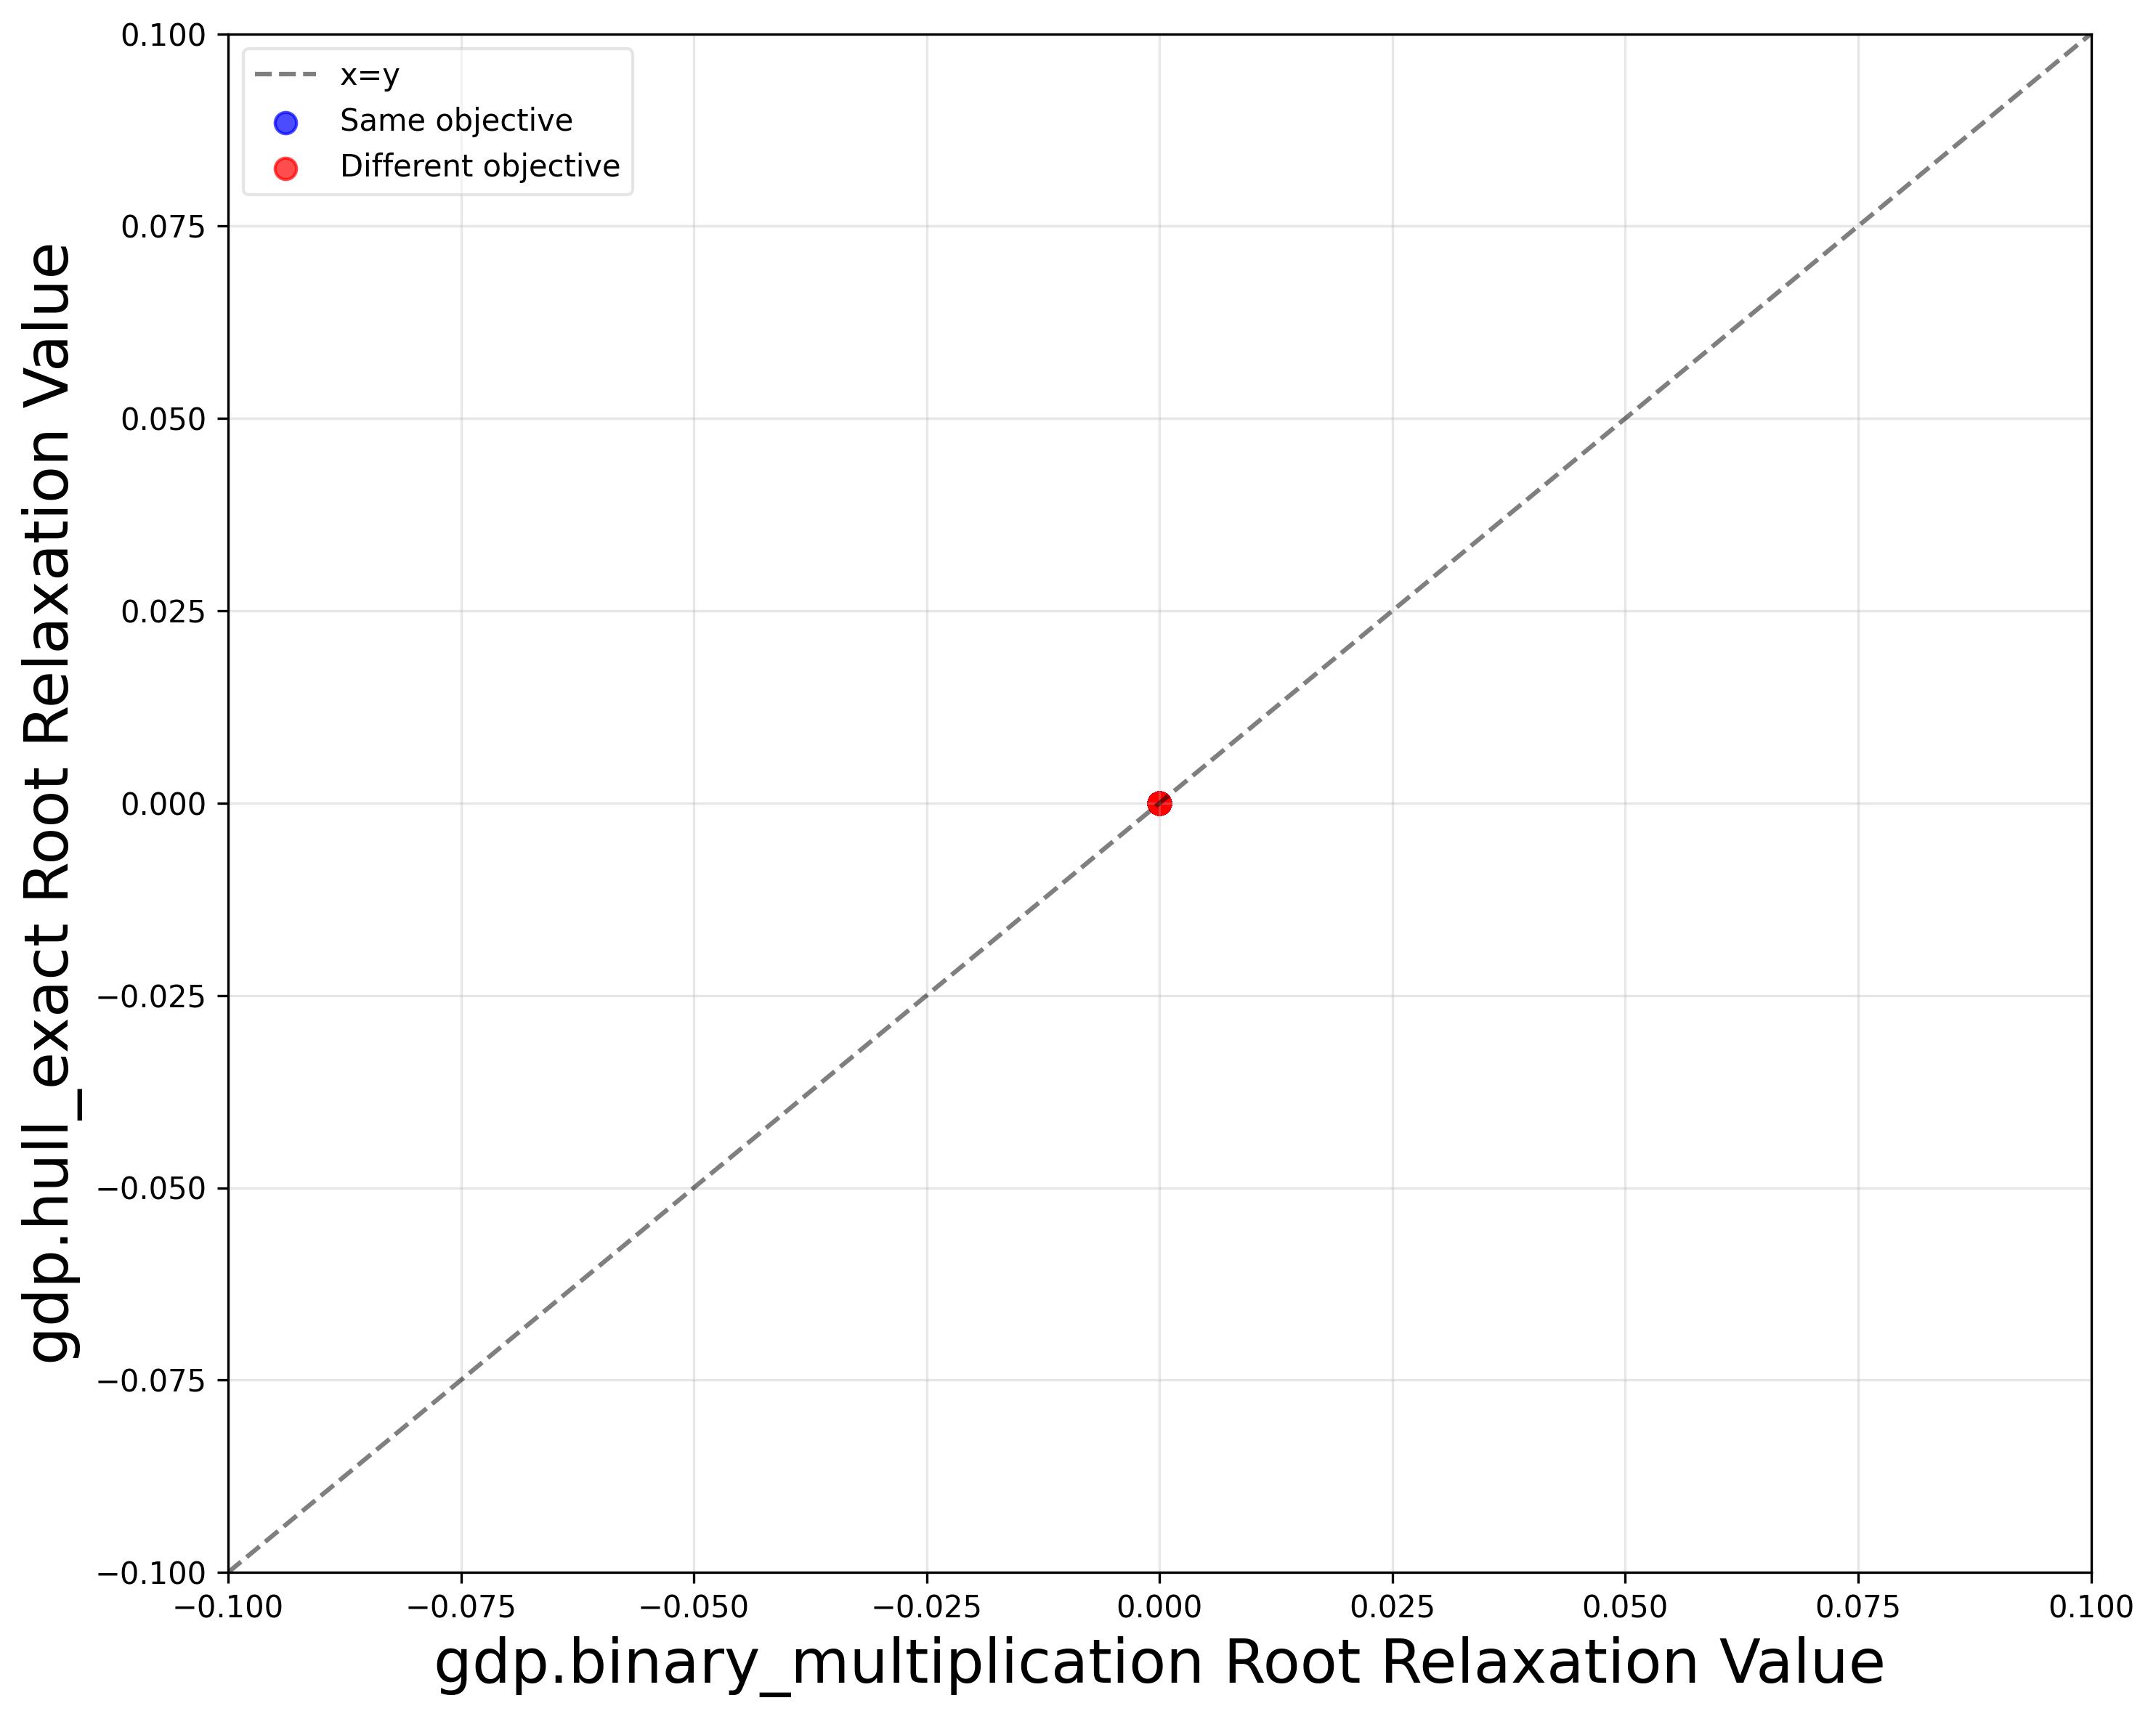 x=y
Same objective
Different objective
gdp.hull_exact Root Relaxation Value
0.100
0.075
0.050
0.025
0.000
−0.025
−0.050
−0.075
−0.100
−0.100 −0.075 −0.050 −0.025 0.000 0.025 0.050 0.075 0.100
gdp.binary_multiplication Root Relaxation Value